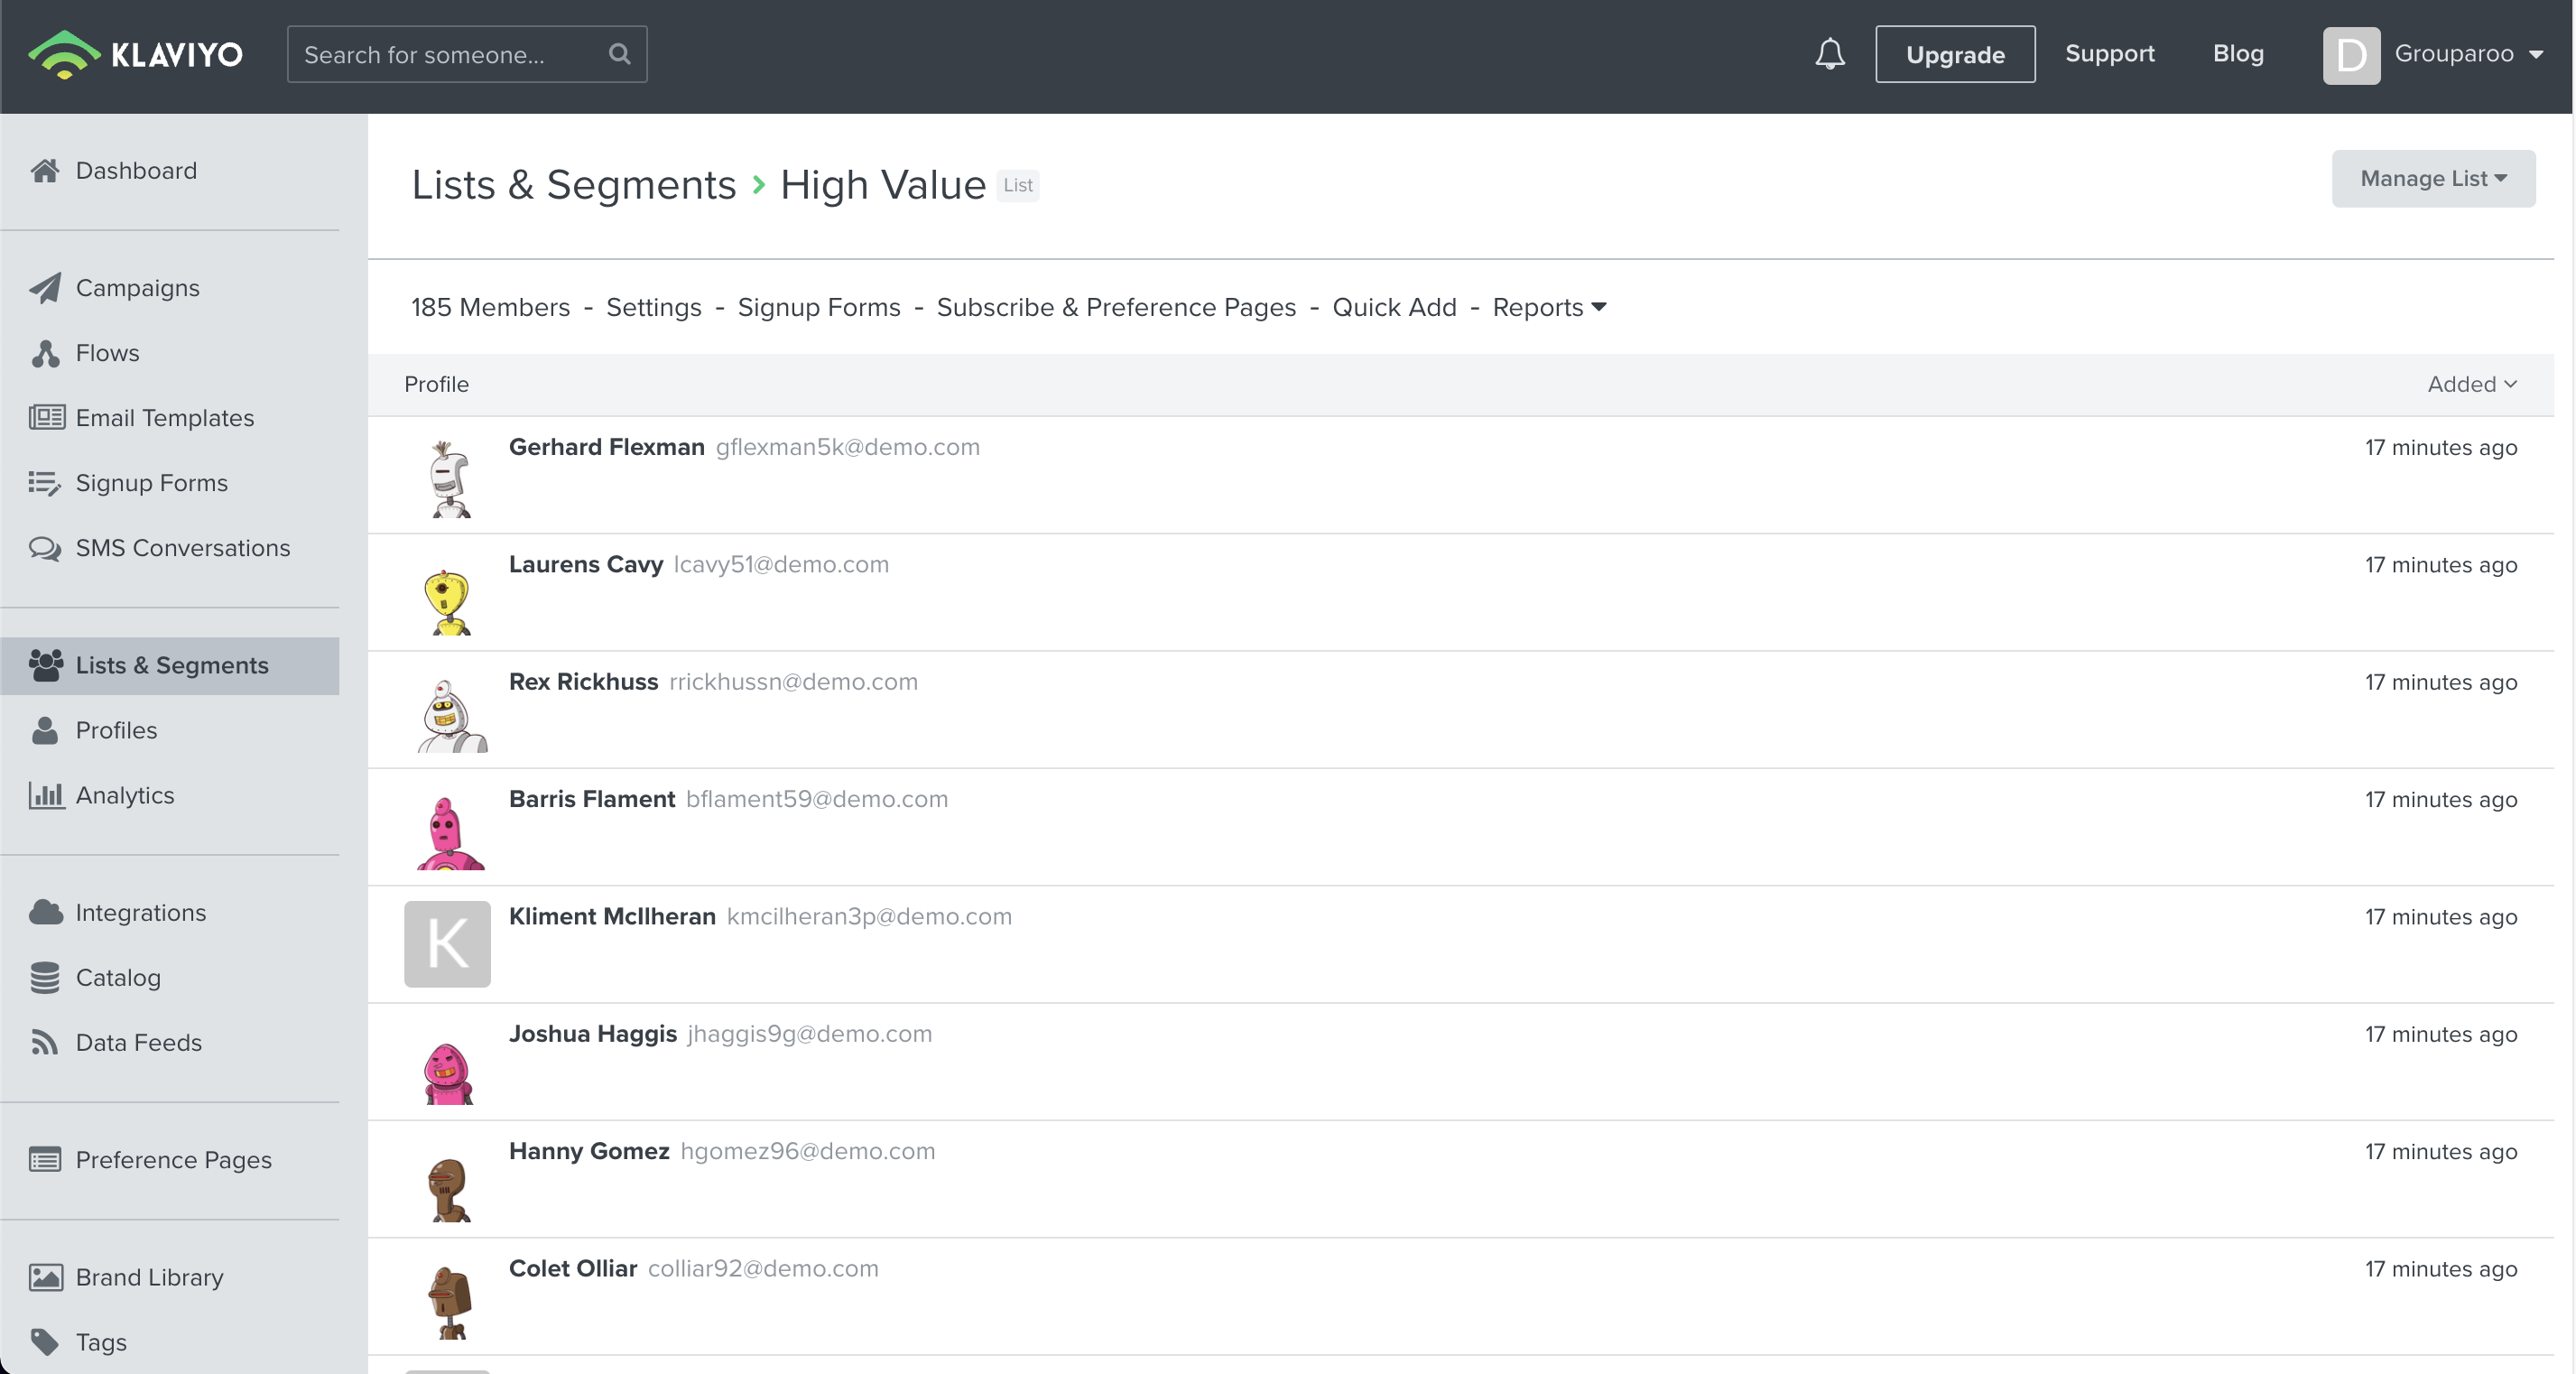 KLAVIYO
Search for someone...
Upgrade
Support
Blog
D
Grouparoo
Dashboard
Campaigns
Flows
Email Templates
Signup Forms
SMS Conversations
Lists & Segments
Profiles
Analytics
Integrations
Catalog
Data Feeds
Preference Pages
Brand Library
Tags
Lists & Segments > High Value List
Manage List
185 Members - Settings - Signup Forms - Subscribe & Preference Pages - Quick Add - Reports
Profile Added
Gerhard Flexman gflexman5k@demo.com 17 minutes ago
Laurens Cavy lcavy51@demo.com 17 minutes ago
Rex Rickhuss rrickhussn@demo.com 17 minutes ago
Barris Flament bflament59@demo.com 17 minutes ago
K
Kliment McIlheran kmcilheran3p@demo.com 17 minutes ago
Joshua Haggis jhaggis9g@demo.com 17 minutes ago
Hanny Gomez hgomez96@demo.com 17 minutes ago
Colet Olliar colliar92@demo.com 17 minutes ago